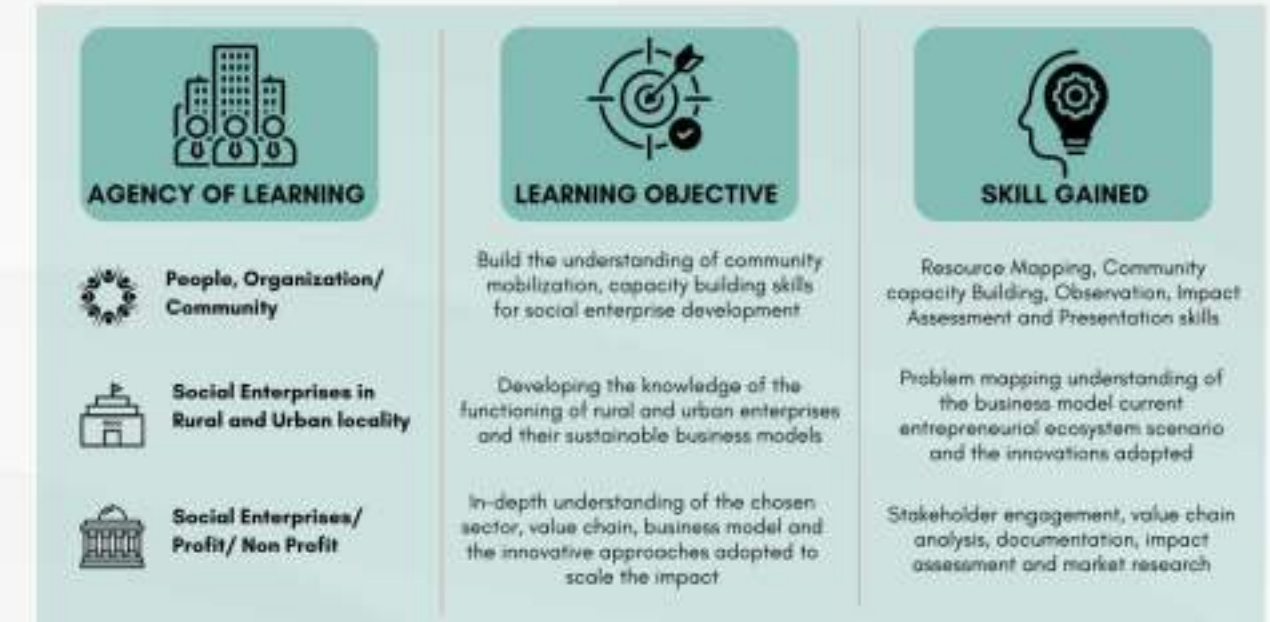 AGENCY OF LEARNING
LEARNING OBJECTIVE
SKILL GAINED
People, Organization/
Community
Build the understanding of community
mobilization, capacity building skills
for social enterprise development
Resource Mapping, Community
capacity Building, Observation, Impact
Assessment and Presentation skills
Social Enterprises in
Rural and Urban locality
Developing the knowledge of the
functioning of rural and urban enterprises
and their sustainable business models
Problem mapping understanding of
the business model current
entrepreneurial ecosystem scenario
and the innovations adopted
Social Enterprises/
Profit/ Non Profit
In-depth understanding of the chosen
sector, value chain, business model and
the innovative approaches adopted to
scale the impact
Stakeholder engagement, value chain
analysis, documentation, impact
assessment and market research